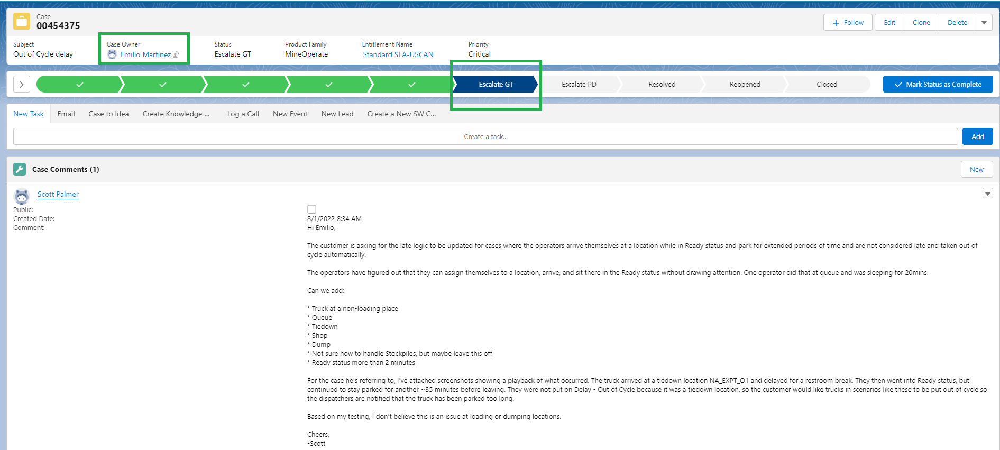 Case
00454375
Follow
Edit
Clone
Delete
Subject
Case Owner
Status
Product Family
Entitlement Name
Priority
Out of Cycle delay
Emilio Martinez
Escalate GT
MineOperate
Standard SLA-USCAN
Critical
Escalate GT
Escalate PD
Resolved
Reopened
Closed
Mark Status as Complete
New Task
Email
Case to Idea
Create Knowledge ...
Log a Call
New Event
New Lead
Create a New SW C...
Create a task...
Add
Case Comments (1)
New
Scott Palmer
Public:
Created Date:
8/1/2022 8:34 AM
Comment:
Hi Emilio,
The customer is asking for the late logic to be updated for cases where the operators arrive themselves at a location while in Ready status and park for extended periods of time and are not considered late and taken out of
cycle automatically.
The operators have figured out that they can assign themselves to a location, arrive, and sit there in the Ready status without drawing attention. One operator did that at queue and was sleeping for 20mins.
Can we add:
* Truck at a non-loading place
* Queue
* Tiedown
* Shop
* Dump
* Not sure how to handle Stockpiles, but maybe leave this off
* Ready status more than 2 minutes
For the case he's referring to, I've attached screenshots showing a playback of what occurred. The truck arrived at a tiedown location NA_EXPT_Q1 and delayed for a restroom break. They then went into Ready status, but
continued to stay parked for another ~35 minutes before leaving. They were not put on Delay - Out of Cycle because it was a tiedown location, so the customer would like trucks in scenarios like these to be put out of cycle so
the dispatchers are notified that the truck has been parked too long.
Based on my testing, I don't believe this is an issue at loading or dumping locations.
Cheers,
-Scott